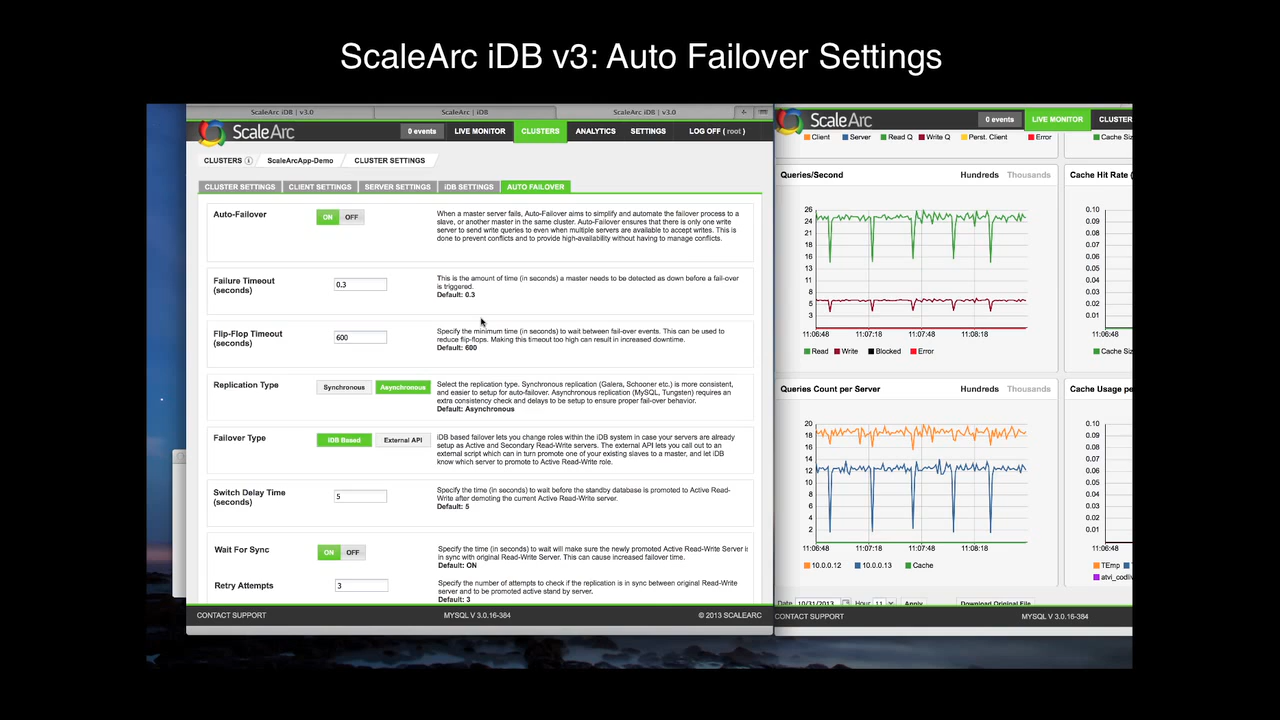 ScaleArc iDB v3: Auto Failover Settings
ScaleArc iDB | v3.0
ScaleArc | iDB
ScaleArc iDB | v3.0
ScaleArc
0 events
LIVE MONITOR
CLUSTERS
ANALYTICS
SETTINGS
LOG OFF ( root )
CLUSTERS
ScaleArcApp-Demo
CLUSTER SETTINGS
CLUSTER SETTINGS
CLIENT SETTINGS
SERVER SETTINGS
iDB SETTINGS
AUTO FAILOVER
Auto-Failover
ON OFF
When a master server fails, Auto-Failover aims to simplify and automate the failover process to a
slave, or another master in the same cluster. Auto-Failover ensures that there is only one write
server to send write queries to even when multiple servers are available to accept writes. This is
done to prevent conflicts and to provide high-availability without having to manage conflicts.
Failure Timeout
(seconds)
0.3
This is the amount of time (in seconds) a master needs to be detected as down before a fail-over
is triggered.
Default: 0.3
Flip-Flop Timeout
(seconds)
600
Specify the minimum time (in seconds) to wait between fail-over events. This can be used to
reduce flip-flops. Making this timeout too high can result in increased downtime.
Default: 600
Replication Type
Synchronous Asynchronous
Select the replication type. Synchronous replication (Galera, Schooner etc.) is more consistent,
and easier to setup for auto-failover. Asynchronous replication (MySQL, Tungsten) requires an
extra consistency check and delays to be setup to ensure proper fail-over behavior.
Default: Asynchronous
Failover Type
iDB Based External API
iDB based failover lets you change roles within the iDB system in case your servers are already
setup as Active and Secondary Read-Write servers. The external API lets you call out to an
external script which can in turn promote one of your existing slaves to a master, and let iDB
know which server to promote to Active Read-Write role.
Switch Delay Time
(seconds)
5
Specify the time (in seconds) to wait before the standby database is promoted to Active Read-
Write after demoting the current Active Read-Write server.
Default: 5
Wait For Sync
ON OFF
Specify the time (in seconds) to wait will make sure the newly promoted Active Read-Write Server is
in sync with original Read-Write Server. This can cause increased failover time.
Default: ON
Retry Attempts
3
Specify the number of attempts to check if the replication is in sync between original Read-Write
server and to be promoted active stand by server.
Default: 3
CONTACT SUPPORT
MYSQL V 3.0.16-384
© 2013 SCALEARC
ScaleArc
0 events
LIVE MONITOR
CLUSTER
Client Server Read Q Write Q Perst. Client Error
Cache Siz
Queries/Second
Hundreds Thousands
26
24
21
18
16
13
11
8
5
3
11:06:48 11:07:18 11:07:48 11:08:18
Read Write Blocked Error
Cache Hit Rate (
0.10
0.09
0.08
0.07
0.06
0.05
0.04
0.03
0.02
0.01
11:06:48
Cache Siz
Queries Count per Server
Hundreds Thousands
20
18
16
14
12
10
8
6
4
2
11:06:48 11:07:18 11:07:48 11:08:18
10.0.0.12 10.0.0.13 Cache
Cache Usage pe
0.10
0.09
0.08
0.07
0.06
0.05
0.04
0.03
0.02
0.01
11:06:48
TEmp
atvi_codliv
Date 10/31/2013 Hour 11 Apply
Download Original File
CONTACT SUPPORT
MYSQL V 3.0.16-384